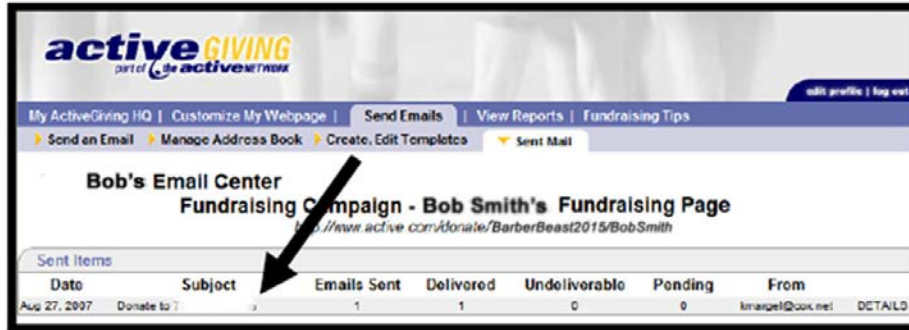 active GIVING
part of the active NETWORK
edit profile | log out
My ActiveGiving HQ | Customize My Webpage | Send Emails | View Reports | Fundraising Tips
Send an Email Manage Address Book Create, Edit Templates Sent Mail
Bob's Email Center
Fundraising Campaign - Bob Smith's Fundraising Page
http://www.active.com/donate/BarberBeast2015/BobSmith
Sent Items
Date Subject Emails Sent Delivered Undeliverable Pending From
Aug 27, 2007 Donate to 1 1 0 0 kmargel@cox.net DETAILS